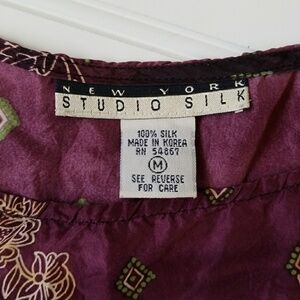 NEW YORK
STUDIO SILK
100% SILK
MADE IN KOREA
RN 54867
M
SEE REVERSE
FOR CARE